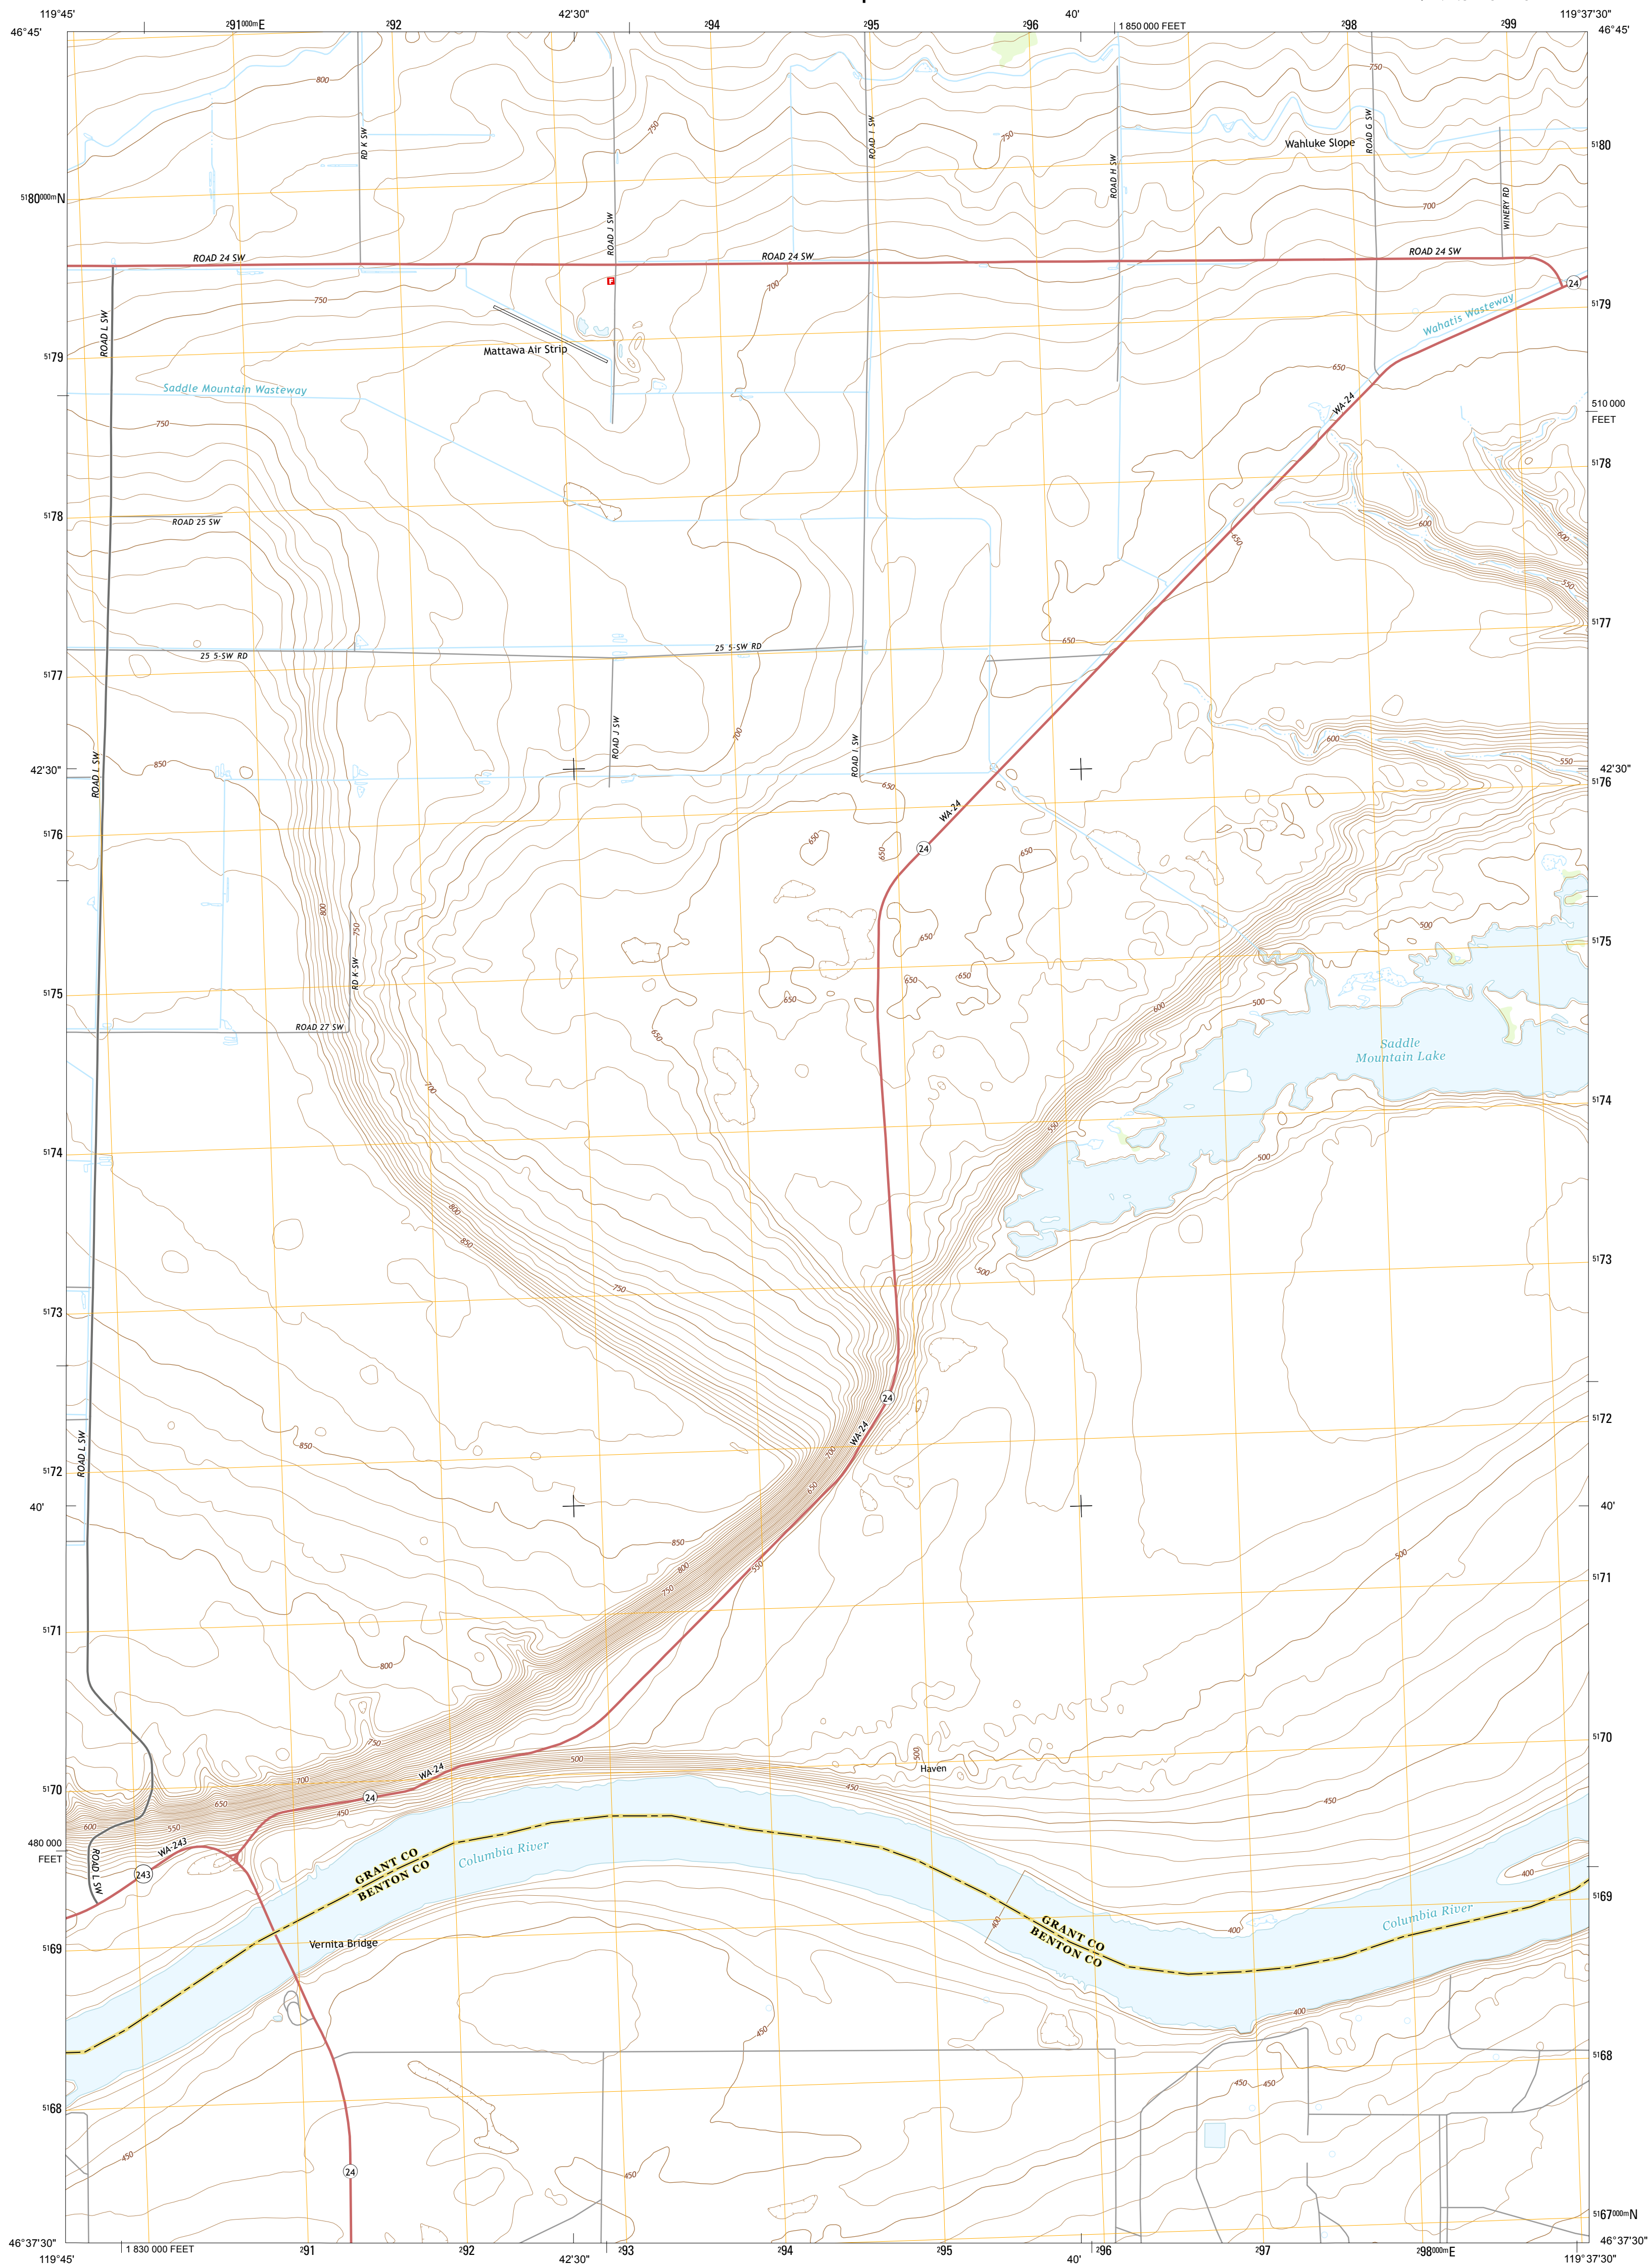 119°45'
291000mE
292
42'30"
294
295
296
40'
1 850 000 FEET
298
299
119°37'30"
46°45'
46°45'
800
750
RD K SW
750
ROAD I SW
750
ROAD G SW
Wahluke Slope
5180
ROAD H SW
5180000mN
ROAD J SW
700
WINERY RD
ROAD 24 SW
ROAD 24 SW
ROAD 24 SW
F
700
24
750
Wahatis Wasteway
5179
ROAD L SW
Mattawa Air Strip
5179
650
Saddle Mountain Wasteway
WA-24
510 000
FEET
750
5178
5178
ROAD 25 SW
600
600
650
550
5177
650
25 5-SW RD
25 5-SW RD
5177
700
ROAD J SW
ROAD I SW
600
550
850
42'30"
42'30"
ROAD L SW
5176
650
WA-24
5176
650
650
24
650
800
750
650
500
5175
RD K SW
650
650
5175
650
500
600
ROAD 27 SW
650
Saddle
Mountain Lake
700
5174
550
5174
500
800
850
5173
500
750
5173
24
5172
WA-24
850
700
ROAD L SW
5172
650
40'
40'
850
500
550
800
5171
750
5171
800
5170
750
500
500
Haven
WA-24
700
5170
450
24
650
450
450
600
550
480 000
FEET
WA-243
243
ROAD L SW
GRANT CO
BENTON CO
Columbia River
400
5169
Columbia River
400
400
GRANT CO
BENTON CO
5169
Vernita Bridge
400
450
5168
450
450
5168
450
24
450
5167000mN
46°37'30"
46°37'30"
119°45'
1 830 000 FEET
291
292
42'30"
293
294
295
40'
296
297
298000mE
119°37'30"